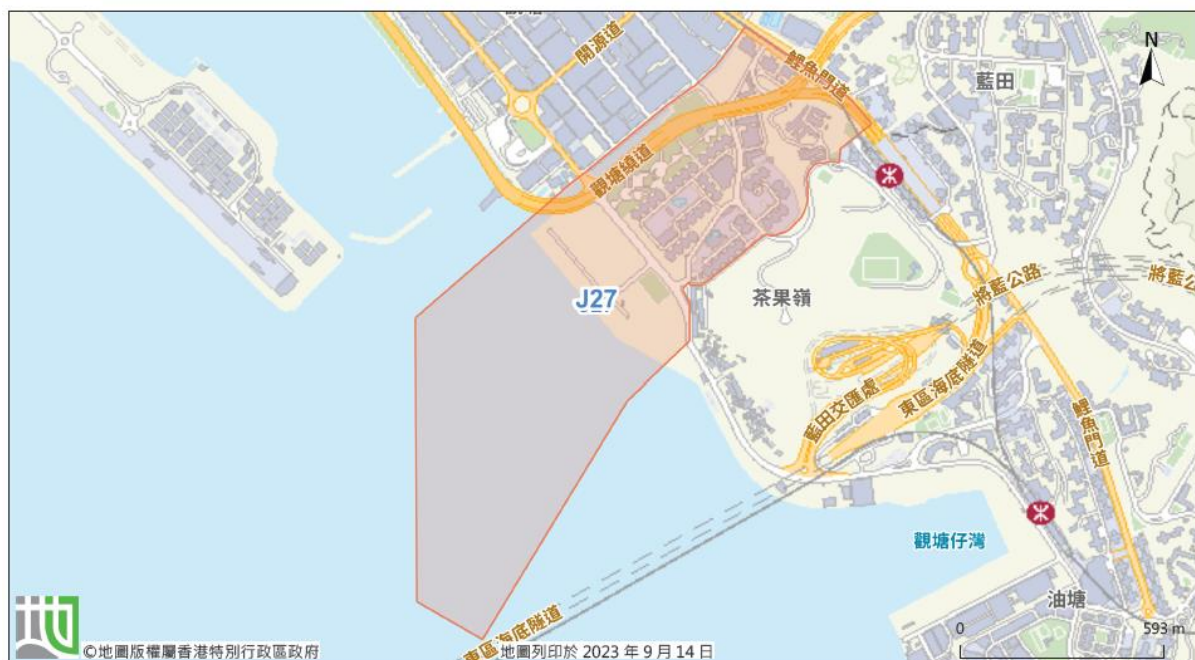 觀塘
開源道
鯉魚門道
N
藍田
觀塘繞道
J27
茶果嶺
將藍公路
將藍公
藍田交匯處
東區海底隧道
鯉魚門道
觀塘仔灣
油塘
東區海底隧道
0
593 m
©地圖版權屬香港特別行政區政府
地圖列印於 2023 年 9 月 14 日